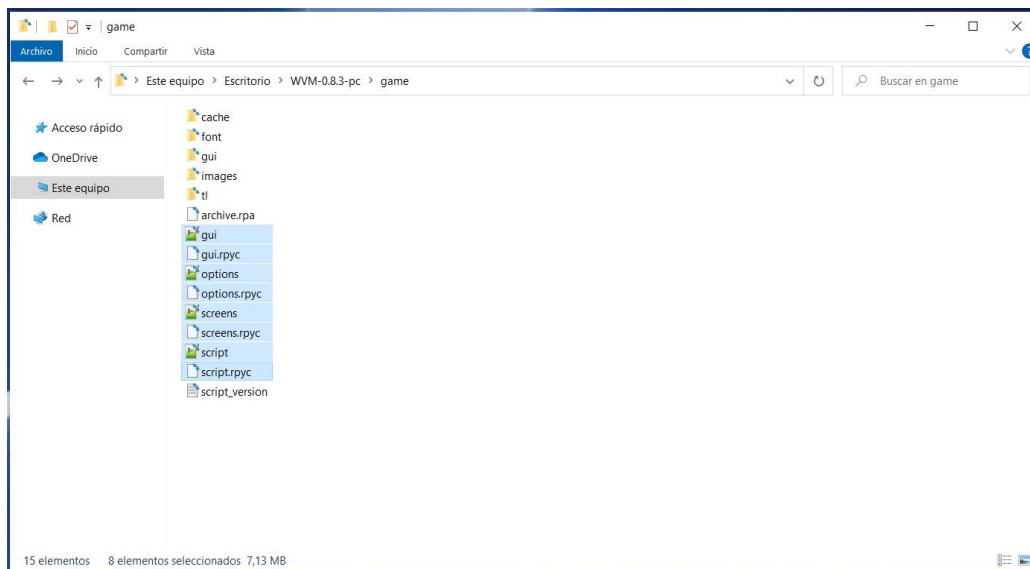 game
Archivo Inicio Compartir Vista
Este equipo > Escritorio > WVM-0.8.3-pc > game
Buscar en game
Acceso rápido
OneDrive
Este equipo
Red
cache
font
gui
images
tl
archive.rpa
gui
gui.rpyc
options
options.rpyc
screens
screens.rpyc
script
script.rpyc
script_version
15 elementos 8 elementos seleccionados 7,13 MB